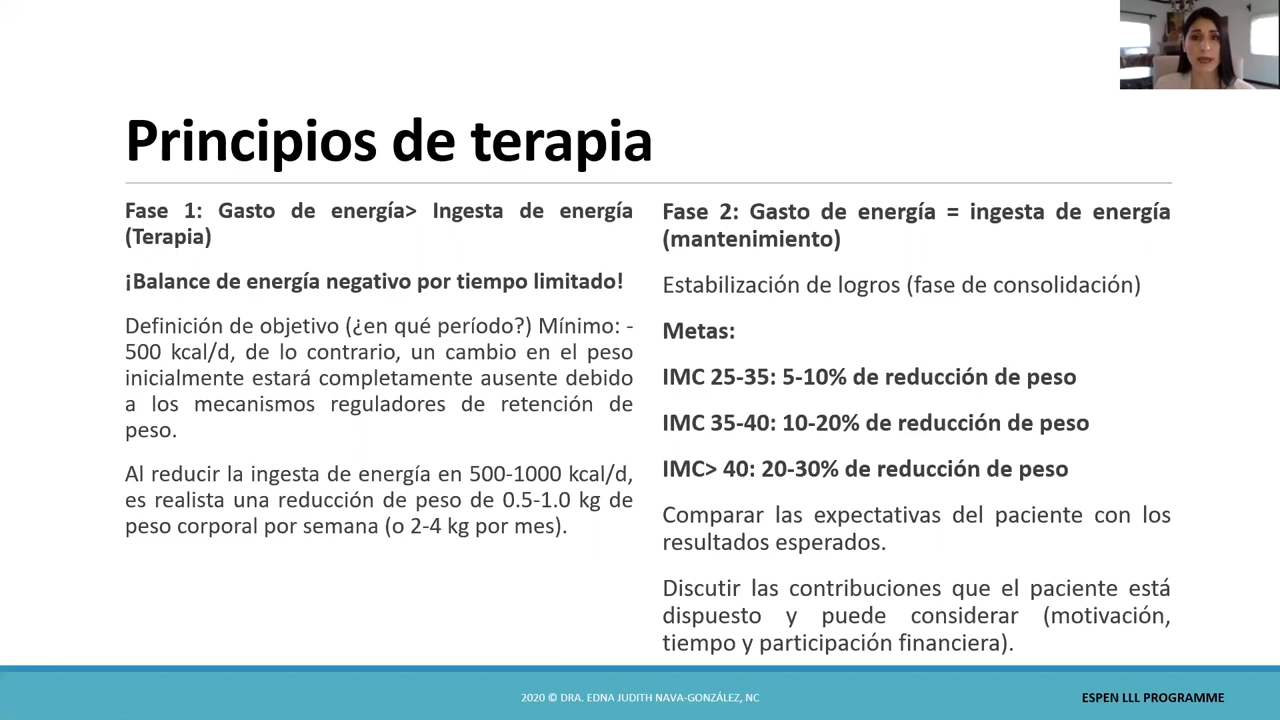 Principios de terapia
Fase 1: Gasto de energía> Ingesta de energía
(Terapia)
¡Balance de energía negativo por tiempo limitado!
Definición de objetivo (¿en qué período?) Mínimo: -
500 kcal/d, de lo contrario, un cambio en el peso
inicialmente estará completamente ausente debido
a los mecanismos reguladores de retención de
peso.
Al reducir la ingesta de energía en 500-1000 kcal/d,
es realista una reducción de peso de 0.5-1.0 kg de
peso corporal por semana (o 2-4 kg por mes).
Fase 2: Gasto de energía = ingesta de energía
(mantenimiento)
Estabilización de logros (fase de consolidación)
Metas:
IMC 25-35: 5-10% de reducción de peso
IMC 35-40: 10-20% de reducción de peso
IMC> 40: 20-30% de reducción de peso
Comparar las expectativas del paciente con los
resultados esperados.
Discutir las contribuciones que el paciente está
dispuesto y puede considerar (motivación,
tiempo y participación financiera).
2020 © DRA. EDNA JUDITH NAVA-GONZÁLEZ, NC
ESPEN LLL PROGRAMME